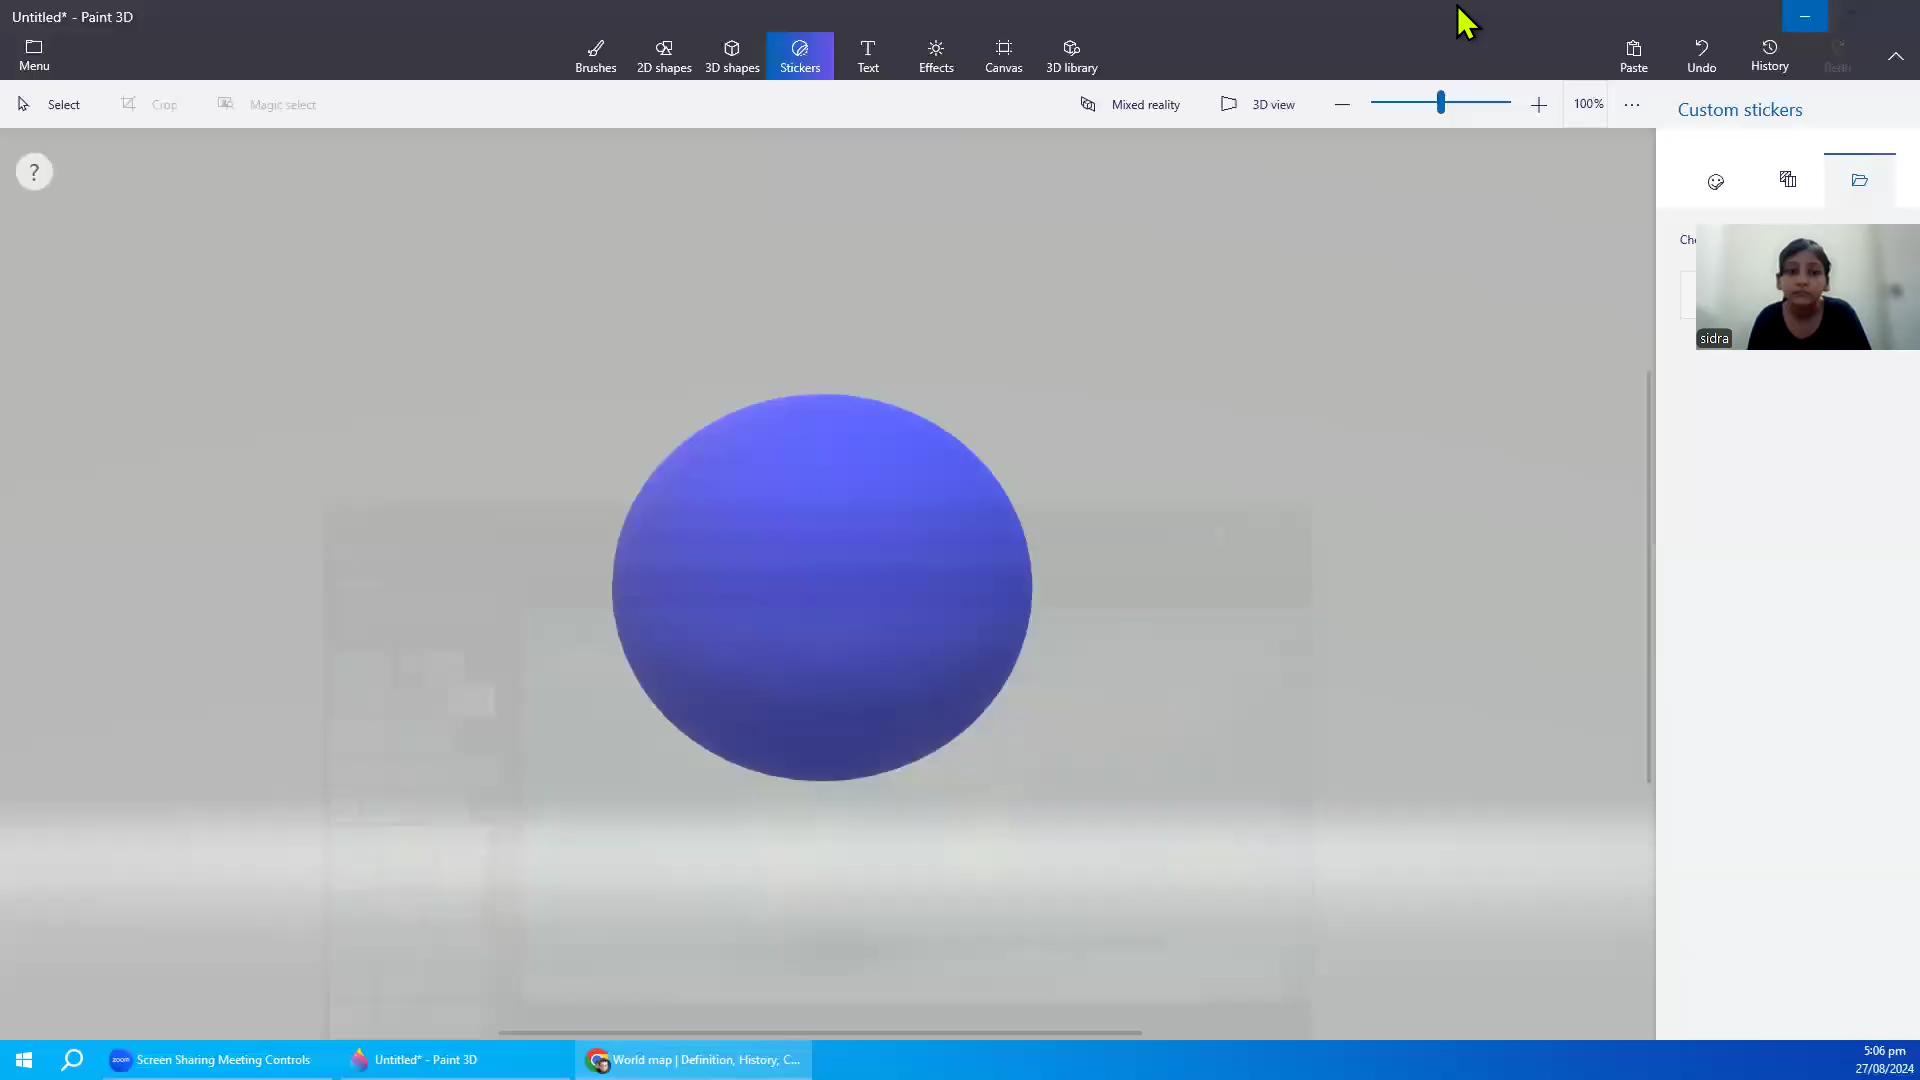 Untitled* - Paint 3D
Menu
Brushes
2D shapes
3D shapes
Stickers
Text
Effects
Canvas
3D library
Paste
Undo
History
Redo
Select
Crop
Magic select
Mixed reality
3D view
100%
Custom stickers
?
sidra
zoom
Screen Sharing Meeting Controls
Untitled* - Paint 3D
World map | Definition, History, C...
5:06 pm
27/08/2024